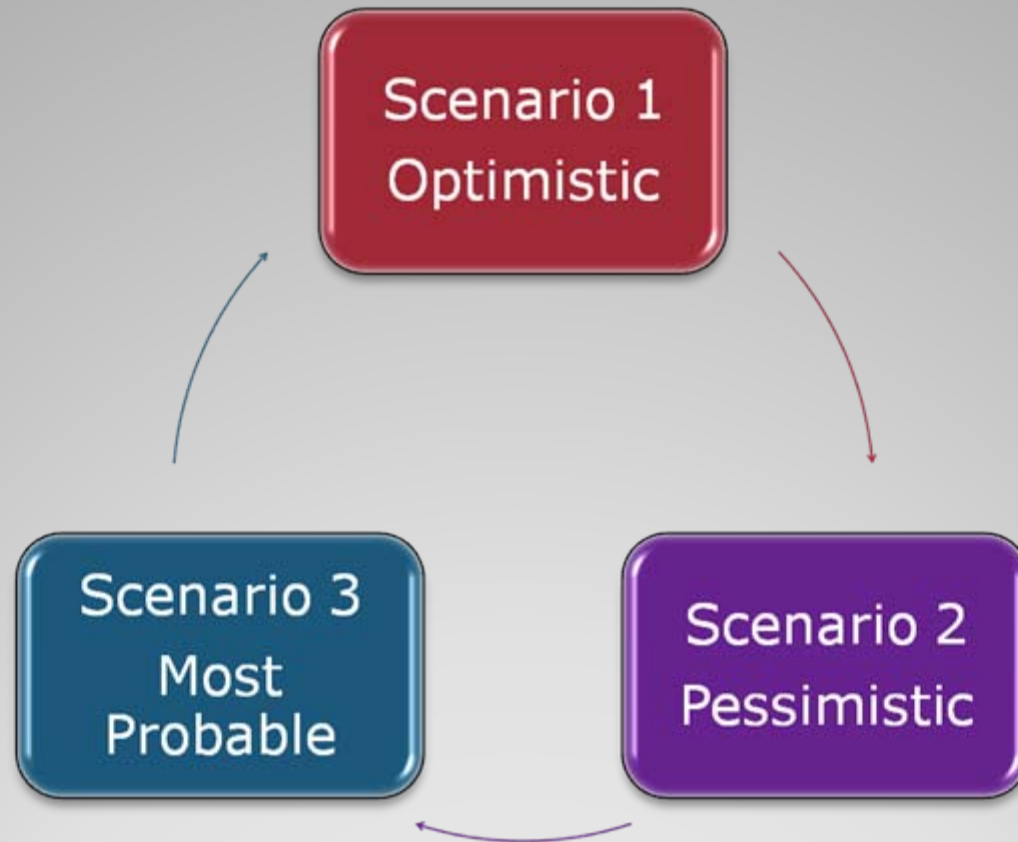 Scenario 1
Optimistic
Scenario 2
Pessimistic
Scenario 3
Most
Probable